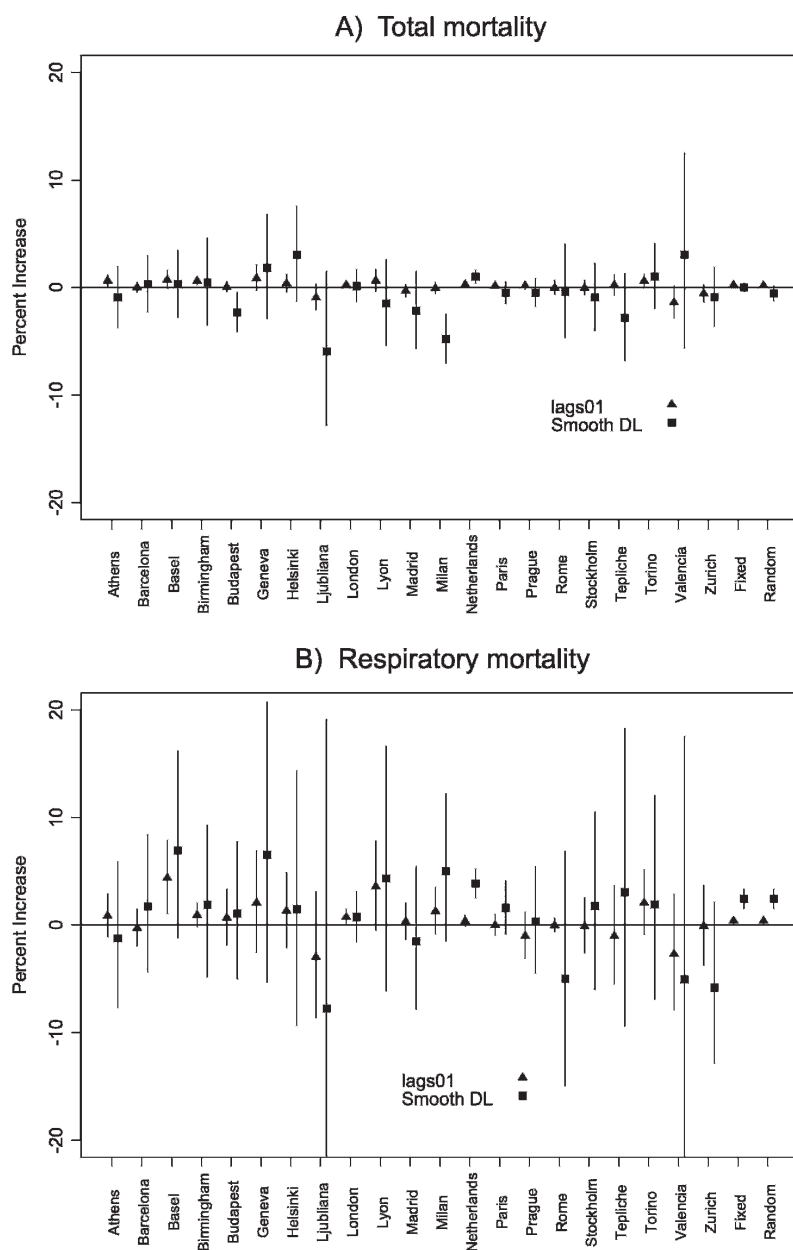 A) Total mortality
Percent Increase
20
10
0
-10
-20
lags01
Smooth DL
Athens
Barcelona
Basel
Birmingham
Budapest
Geneva
Helsinki
Ljubliana
London
Lyon
Madrid
Milan
Netherlands
Paris
Prague
Rome
Stockholm
Tepliche
Torino
Valencia
Zurich
Fixed
Random
B) Respiratory mortality
Percent Increase
20
10
0
-10
-20
lags01
Smooth DL
Athens
Barcelona
Basel
Birmingham
Budapest
Geneva
Helsinki
Ljubliana
London
Lyon
Madrid
Milan
Netherlands
Paris
Prague
Rome
Stockholm
Tepliche
Torino
Valencia
Zurich
Fixed
Random